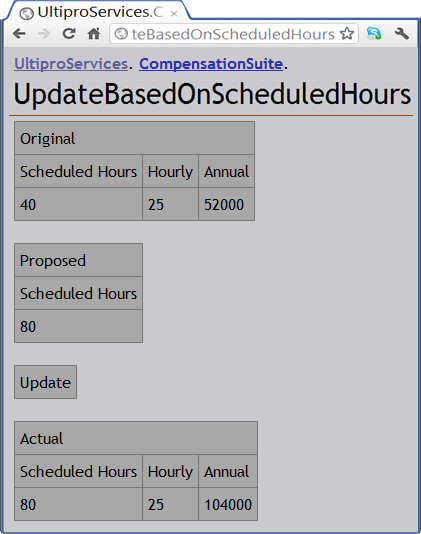 UltiproServices.C ×
teBasedOnScheduledHours
UltiproServices. CompensationSuite.
UpdateBasedOnScheduledHours
Original
Scheduled Hours Hourly Annual
40 25 52000
Proposed
Scheduled Hours
80
Update
Actual
Scheduled Hours Hourly Annual
80 25 104000